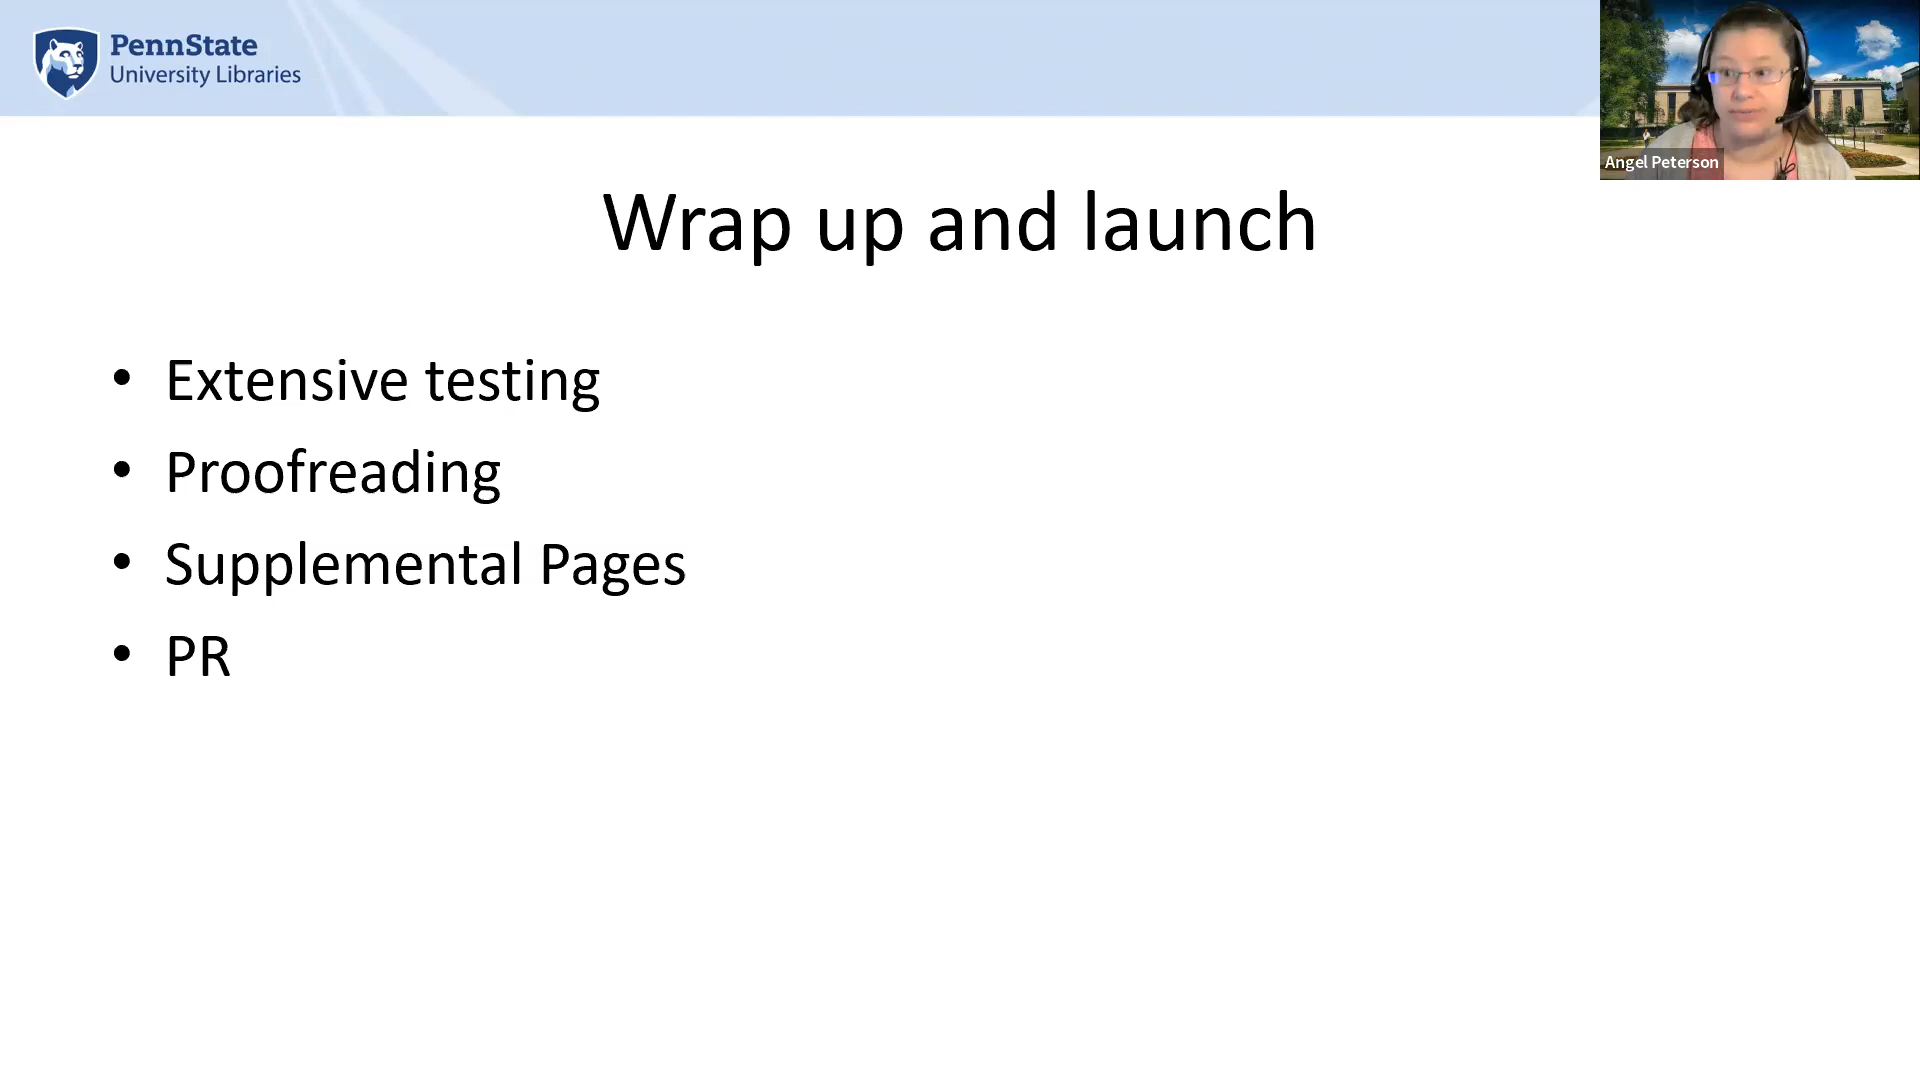 PennState
University Libraries
Angel Peterson
Wrap up and launch
• Extensive testing
• Proofreading
• Supplemental Pages
• PR